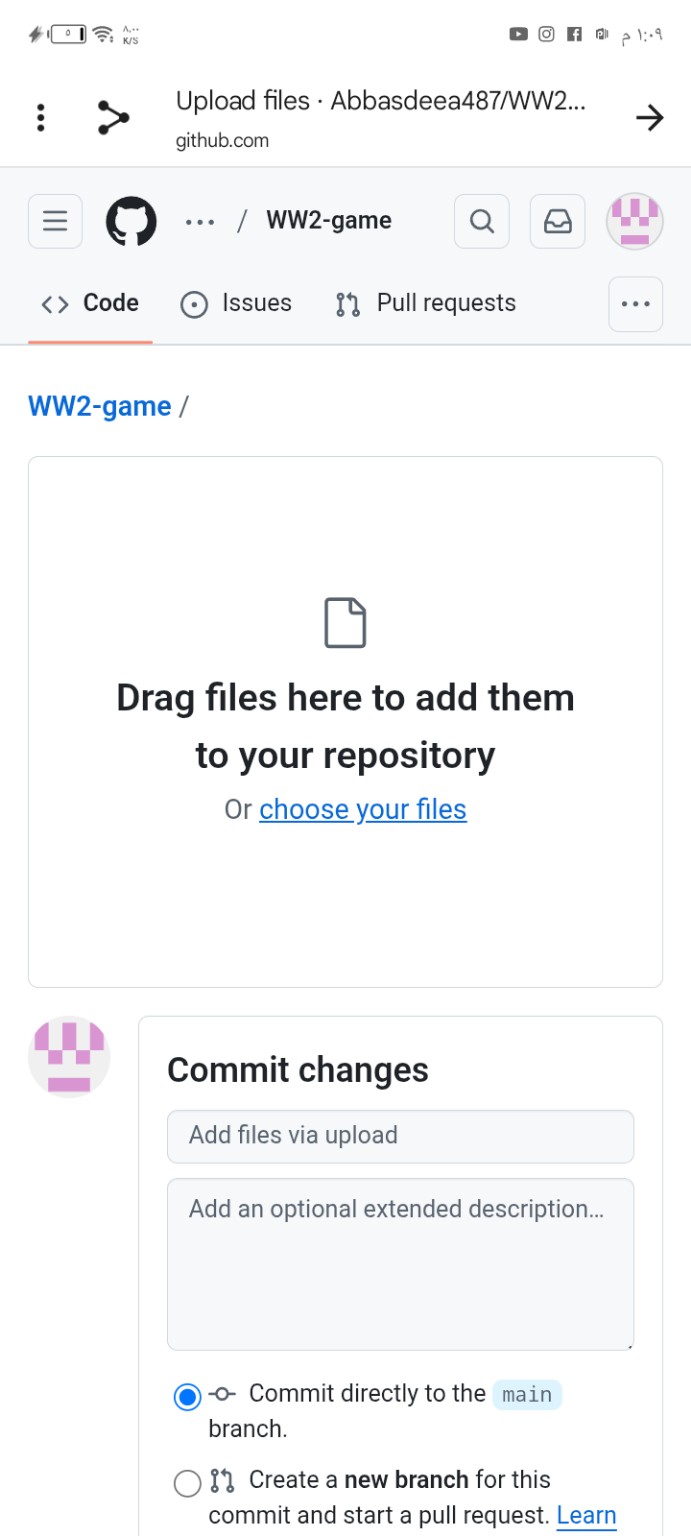 ٨,٠٠ K/S
٥
١:٠٩ م
Upload files · Abbasdeea487/WW2...
github.com
... / WW2-game
Code Issues Pull requests
WW2-game /
Drag files here to add them
to your repository
Or choose your files
Commit changes
Add files via upload
Add an optional extended description...
Commit directly to the main
branch.
Create a new branch for this
commit and start a pull request. Learn